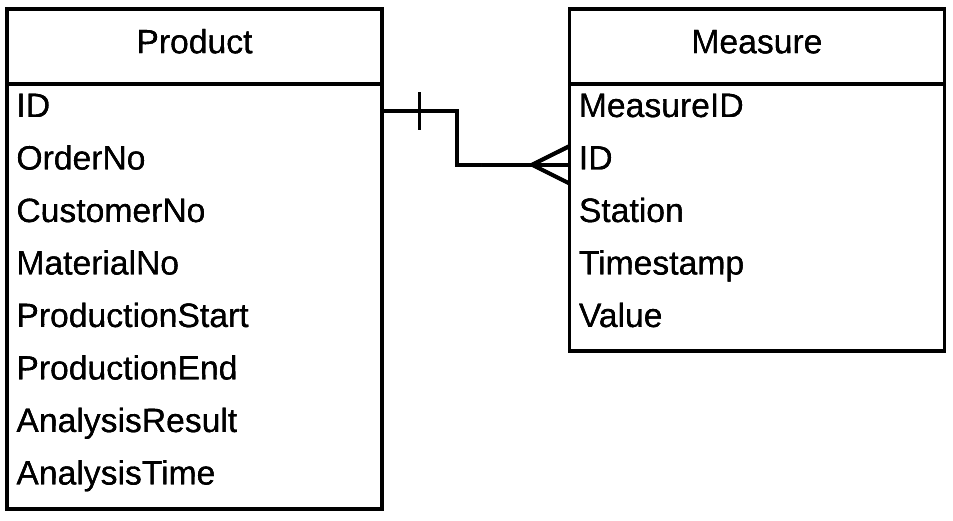 Product
ID
OrderNo
CustomerNo
MaterialNo
ProductionStart
ProductionEnd
AnalysisResult
AnalysisTime
Measure
MeasureID
ID
Station
Timestamp
Value